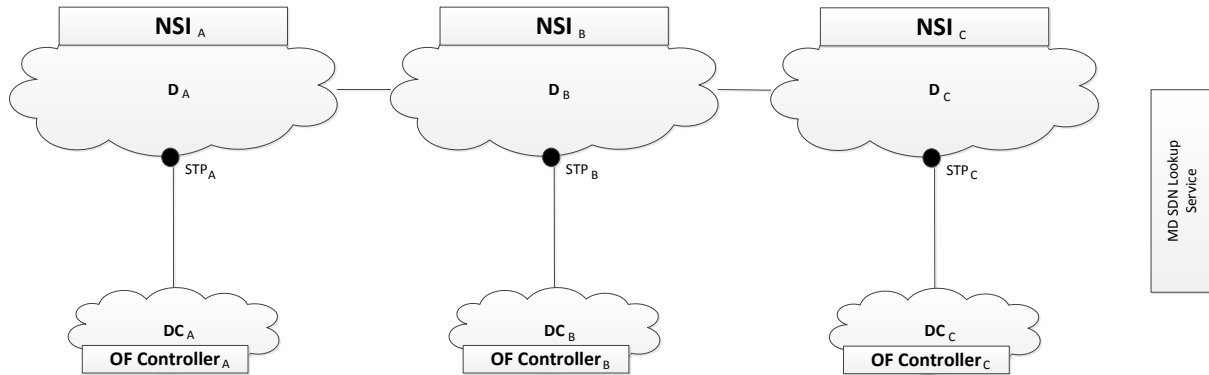 NSI A
NSI B
NSI C
D A
D B
D C
STP A
STP B
STP C
MD SDN Lookup
Service
DC A
DC B
DC C
OF Controller A
OF Controller B
OF Controller C